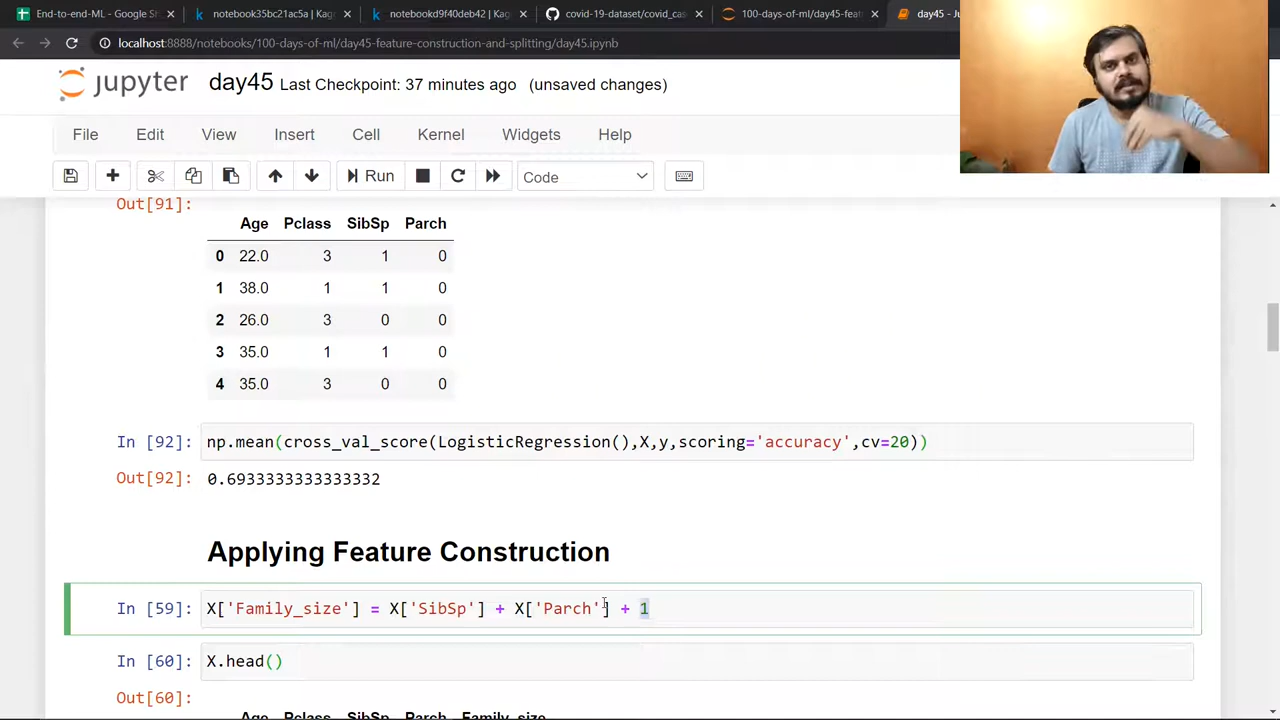 End-to-end-ML - Google Sh
notebook35bc21ac5a | Kag
notebookd9f40deb42 | Kag
covid-19-dataset/covid_cas
100-days-of-ml/day45-feat
day45 - Ju
localhost:8888/notebooks/100-days-of-ml/day45-feature-construction-and-splitting/day45.ipynb
jupyter day45 Last Checkpoint: 37 minutes ago (unsaved changes)
File Edit View Insert Cell Kernel Widgets Help
Run Code
Out[91]:
Age Pclass SibSp Parch
0 22.0 3 1 0
1 38.0 1 1 0
2 26.0 3 0 0
3 35.0 1 1 0
4 35.0 3 0 0
In [92]: np.mean(cross_val_score(LogisticRegression(),X,y,scoring='accuracy',cv=20))
Out[92]: 0.6933333333333332
Applying Feature Construction
In [59]: X['Family_size'] = X['SibSp'] + X['Parch'] + 1
In [60]: X.head()
Out[60]:
Age Pclass SibSp Parch Family_size